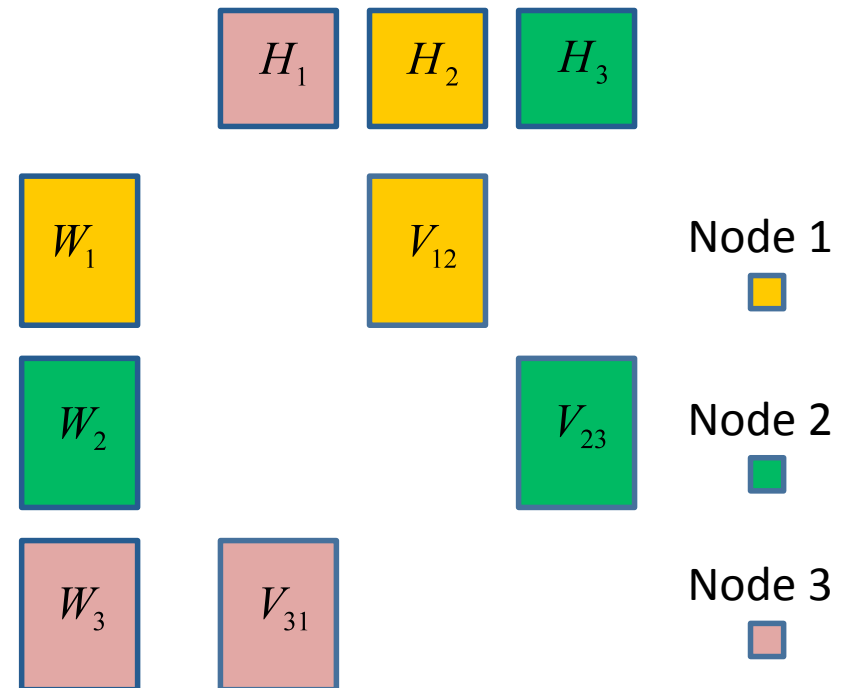 H₁ H₂ H₃
W₁ V₁₂ Node 1
W₂ V₂₃ Node 2
W₃ V₃₁ Node 3